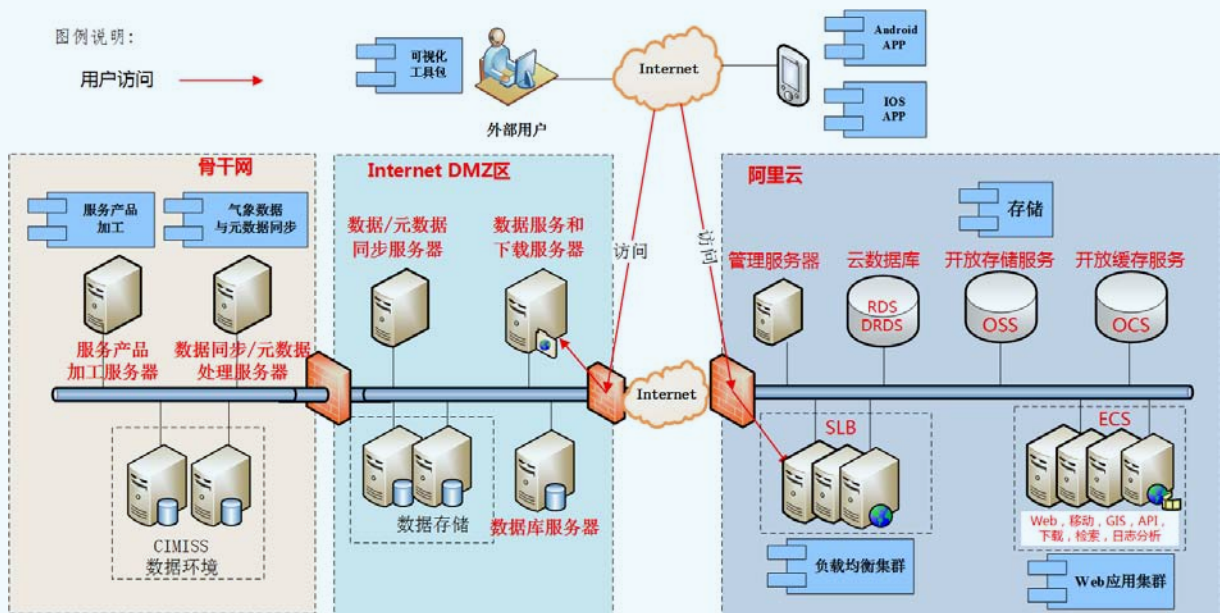 图例说明：
用户访问
可视化
工具包
外部用户
Internet
Android
APP
IOS
APP
骨干网
服务产品
加工
气象数据
与元数据同步
服务产品
加工服务器
数据同步/元数据
处理服务器
CIMISS
数据环境
Internet DMZ区
数据/元数据
同步服务器
数据服务和
下载服务器
访问
数据存储
数据库服务器
Internet
访问
阿里云
存储
管理服务器
云数据库
开放存储服务
开放缓存服务
RDS
DRDS
OSS
OCS
SLB
ECS
Web，移动，GIS，API，
下载，检索，日志分析
负载均衡集群
Web应用集群